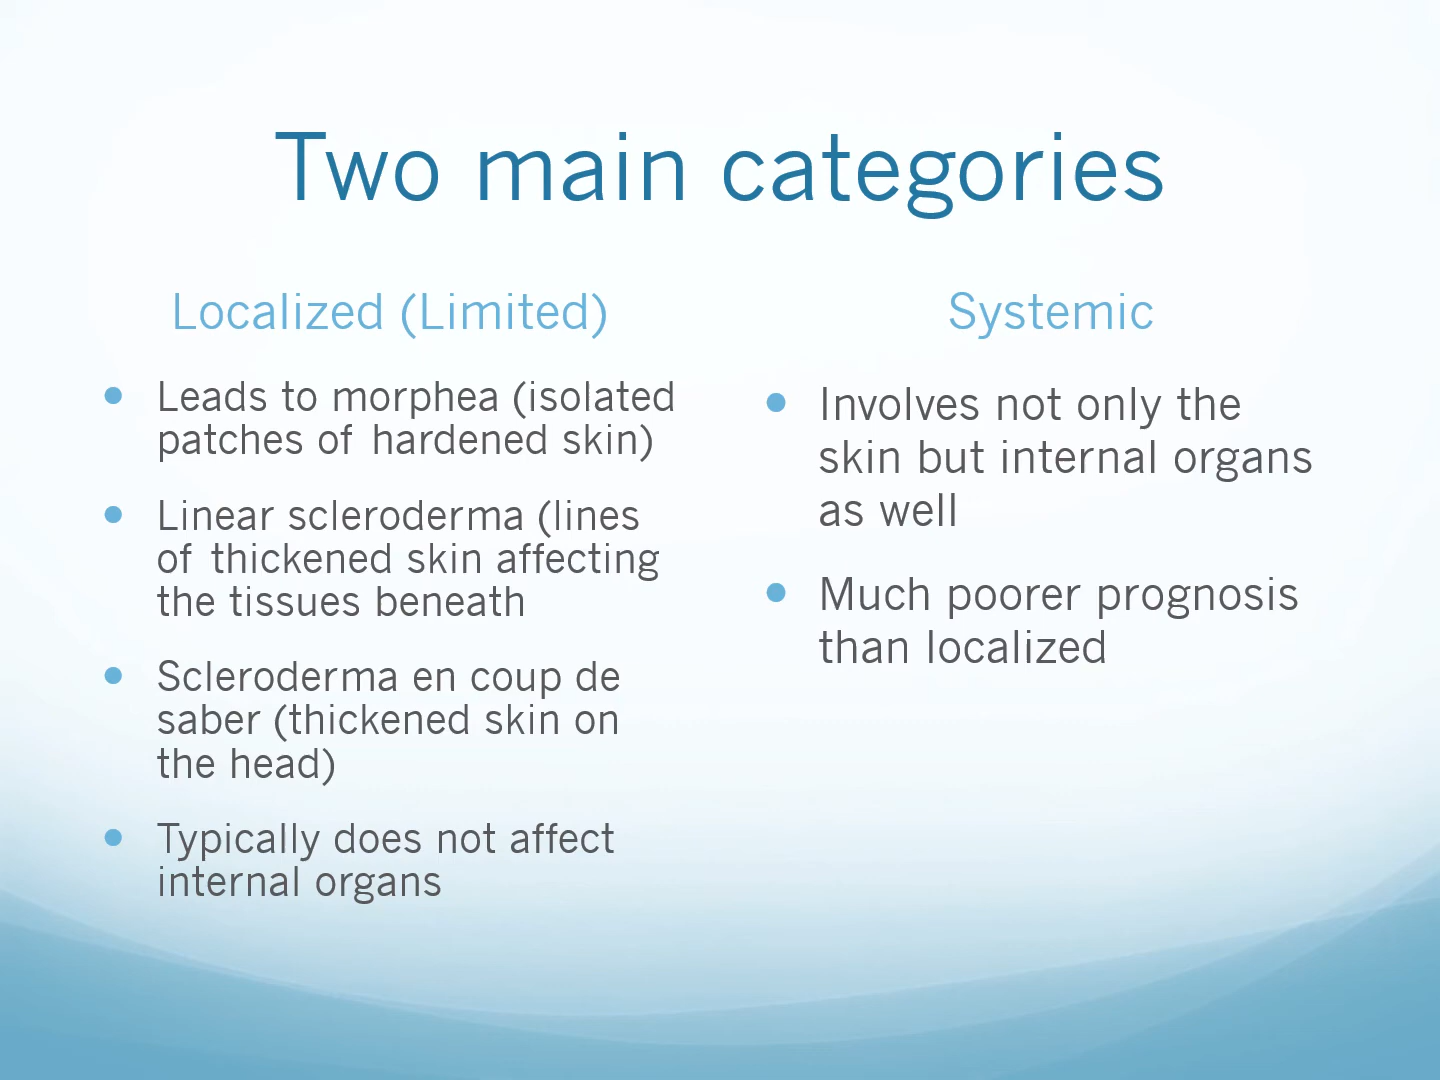 Two main categories
Localized (Limited)
• Leads to morphea (isolated
patches of hardened skin)
• Linear scleroderma (lines
of thickened skin affecting
the tissues beneath
• Scleroderma en coup de
saber (thickened skin on
the head)
• Typically does not affect
internal organs
Systemic
• Involves not only the
skin but internal organs
as well
• Much poorer prognosis
than localized